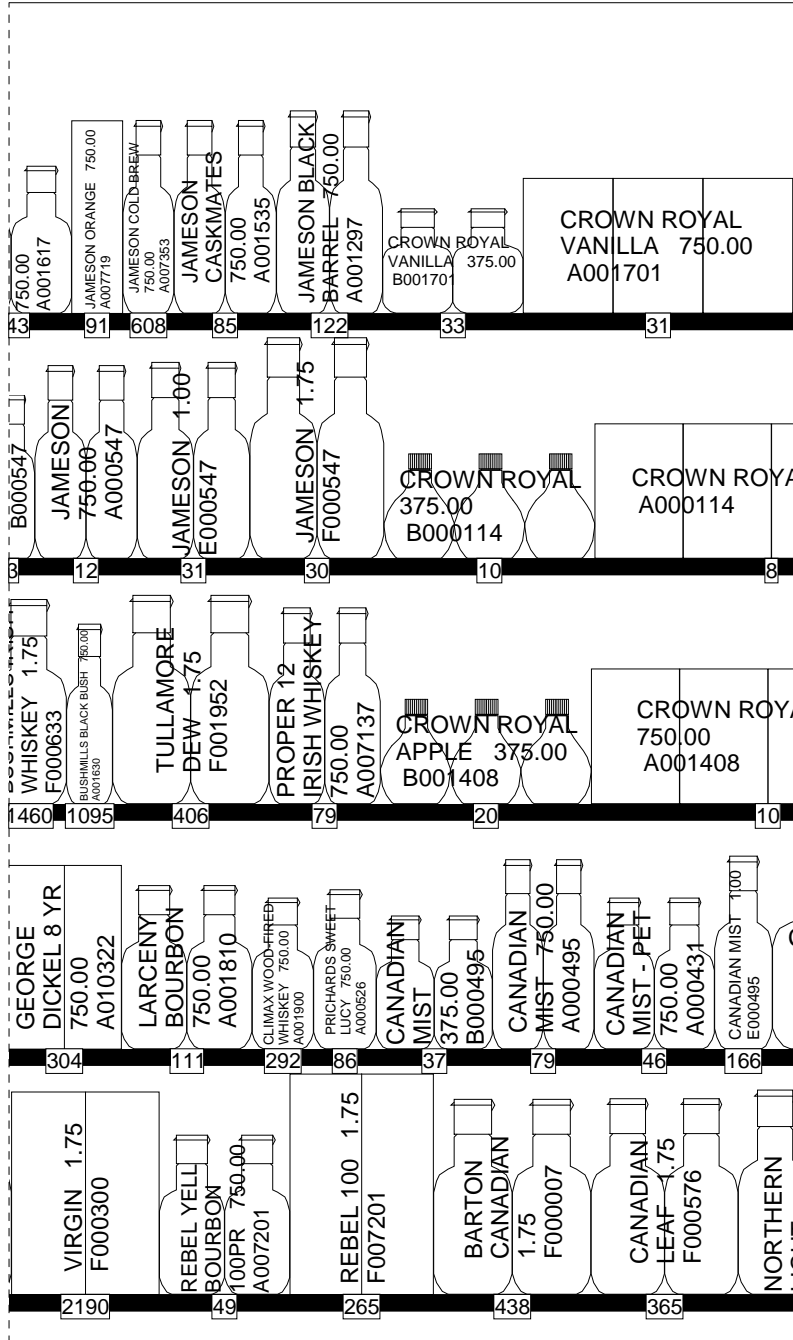 750.00
A001617
JAMESON ORANGE 750.00
A007719
JAMESON COLD BREW
750.00
A007353
JAMESON
CASKMATES
750.00
A001535
JAMESON BLACK
BARREL 750.00
A001297
CROWN ROYAL
VANILLA 375.00
B001701
CROWN ROYAL
VANILLA 750.00
A001701
43 91 608 85 122 33 31
B000547
JAMESON
750.00
A000547
JAMESON 1.00
E000547
JAMESON 1.75
F000547
CROWN ROYAL
375.00
B000114
CROWN ROYA
A000114
3 12 31 30 10 8
WHISKEY 1.75
F000633
BUSHMILLS BLACK BUSH 750.00
A001630
TULLAMORE
DEW 1.75
F001952
PROPER 12
IRISH WHISKEY
750.00
A007137
CROWN ROYAL
APPLE 375.00
B001408
CROWN ROYA
750.00
A001408
1460 1095 406 79 20 10
GEORGE
DICKEL 8 YR
750.00
A010322
LARCENY
BOURBON
750.00
A001810
CLIMAX WOOD-FIRED
WHISKEY 750.00
A001900
PRICHARDS SWEET
LUCY 750.00
A000526
CANADIAN
MIST
375.00
B000495
CANADIAN
MIST 750.00
A000495
CANADIAN
MIST - PET
750.00
A000431
CANADIAN MIST 1.00
E000495
304 111 292 86 37 79 46 166
VIRGIN 1.75
F000300
REBEL YELL
BOURBON
100PR 750.00
A007201
REBEL 100 1.75
F007201
BARTON
CANADIAN
1.75
F000007
CANADIAN
LEAF 1.75
F000576
NORTHERN
2190 49 265 438 365